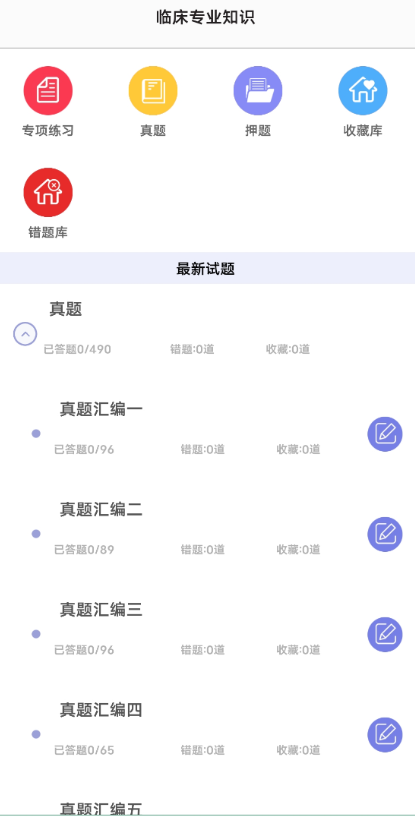 临床专业知识
专项练习 真题 押题 收藏库
错题库
最新试题
真题
已答题0/490 错题:0道 收藏:0道
真题汇编一
已答题0/96 错题:0道 收藏:0道
真题汇编二
已答题0/89 错题:0道 收藏:0道
真题汇编三
已答题0/96 错题:0道 收藏:0道
真题汇编四
已答题0/65 错题:0道 收藏:0道
真题汇编五